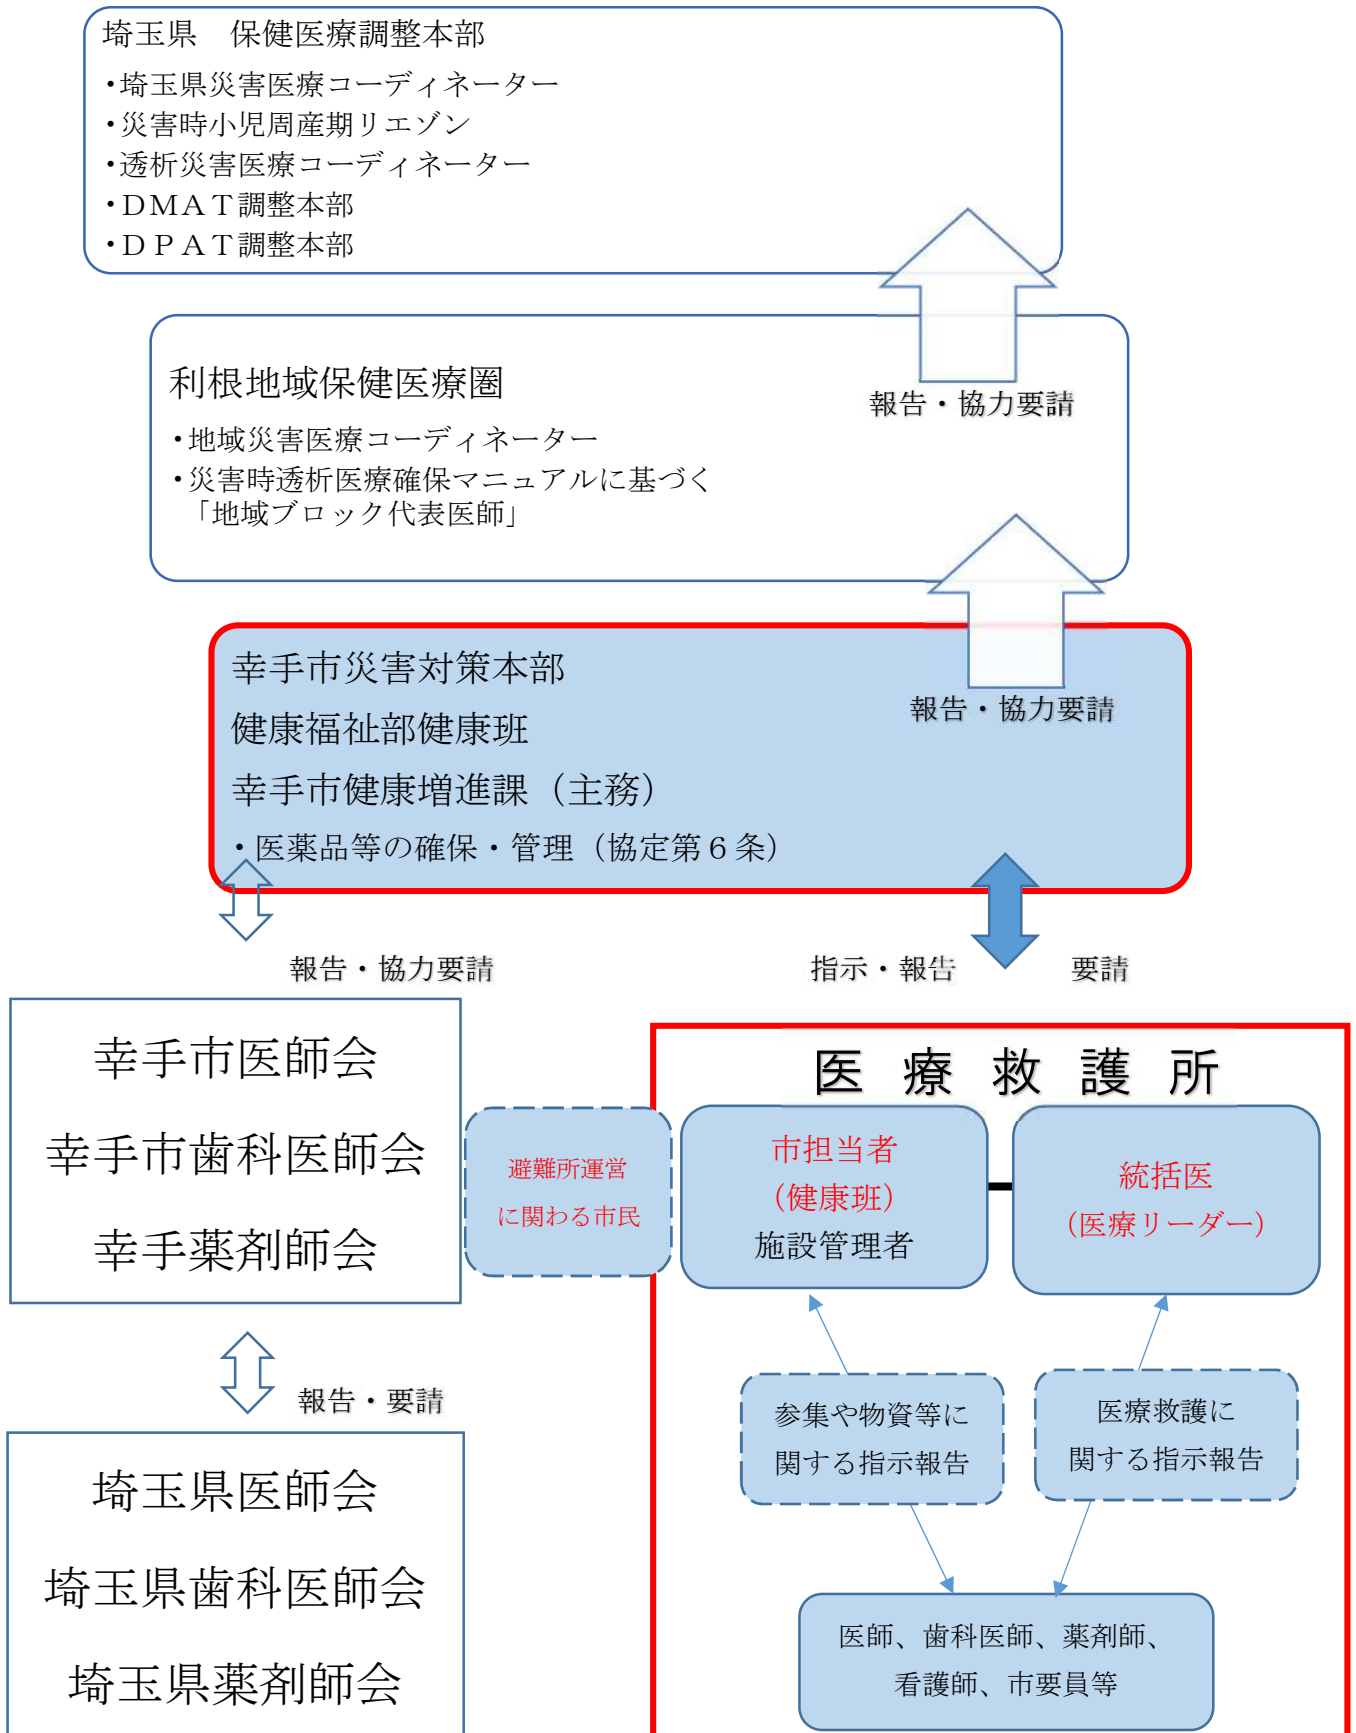 埼玉県　保健医療調整本部
・埼玉県災害医療コーディネーター
・災害時小児周産期リエゾン
・透析災害医療コーディネーター
・ＤＭＡＴ調整本部
・ＤＰＡＴ調整本部
報告・協力要請
利根地域保健医療圏
・地域災害医療コーディネーター
・災害時透析医療確保マニュアルに基づく
「地域ブロック代表医師」
報告・協力要請
幸手市災害対策本部
健康福祉部健康班
幸手市健康増進課（主務）
・医薬品等の確保・管理（協定第６条）
報告・協力要請
指示・報告　　　　要請
幸手市医師会
幸手市歯科医師会
幸手薬剤師会
報告・要請
埼玉県医師会
埼玉県歯科医師会
埼玉県薬剤師会
避難所運営
に関わる市民
医 療 救 護 所
市担当者
（健康班）
施設管理者
統括医
（医療リーダー）
参集や物資等に
関する指示報告
医療救護に
関する指示報告
医師、歯科医師、薬剤師、
看護師、市要員等